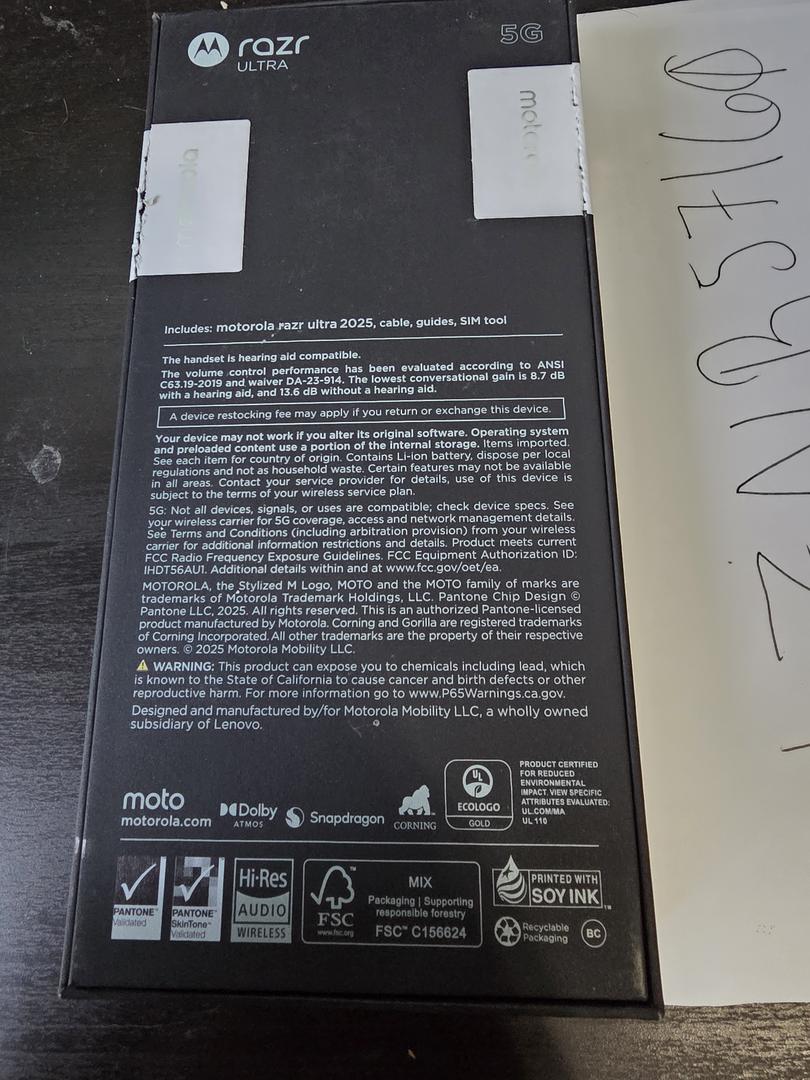 razr
ULTRA
5G
Includes: motorola razr ultra 2025, cable, guides, SIM tool
The handset is hearing aid compatible.
The volume control performance has been evaluated according to ANSI
C63.19-2019 and waiver DA-23-914. The lowest conversational gain is 8.7 dB
with a hearing aid, and 13.6 dB without a hearing aid.
A device restocking fee may apply if you return or exchange this device.
Your device may not work if you alter its original software. Operating system
and preloaded content use a portion of the internal storage. Items imported.
See each item for country of origin. Contains Li-ion battery, dispose per local
regulations and not as household waste. Certain features may not be available
in all areas. Contact your service provider for details, use of this device is
subject to the terms of your wireless service plan.
5G: Not all devices, signals, or uses are compatible; check device specs. See
your wireless carrier for 5G coverage, access and network management details.
See Terms and Conditions (including arbitration provision) from your wireless
carrier for additional information restrictions and details. Product meets current
FCC Radio Frequency Exposure Guidelines. FCC Equipment Authorization ID:
IHDT56AU1. Additional details within and at www.fcc.gov/oet/ea.
MOTOROLA, the Stylized M Logo, MOTO and the MOTO family of marks are
trademarks of Motorola Trademark Holdings, LLC. Pantone Chip Design ©
Pantone LLC, 2025. All rights reserved. This is an authorized Pantone-licensed
product manufactured by Motorola. Corning and Gorilla are registered trademarks
of Corning Incorporated. All other trademarks are the property of their respective
owners. © 2025 Motorola Mobility LLC.
⚠ WARNING: This product can expose you to chemicals including lead, which
is known to the State of California to cause cancer and birth defects or other
reproductive harm. For more information go to www.P65Warnings.ca.gov.
Designed and manufactured by/for Motorola Mobility LLC, a wholly owned
subsidiary of Lenovo.
moto
motorola.com
Dolby
ATMOS
Snapdragon
CORNING
UL
ECOLOGO
GOLD
PRODUCT CERTIFIED
FOR REDUCED
ENVIRONMENTAL
IMPACT. VIEW SPECIFIC
ATTRIBUTES EVALUATED:
UL.COM/MA
UL 110
PANTONE™
Validated
PANTONE™
SkinTone™
Validated
Hi-Res
AUDIO
WIRELESS
FSC
www.fsc.org
MIX
Packaging | Supporting
responsible forestry
FSC™ C156624
PRINTED WITH
SOY INK™
Recyclable
Packaging
BC